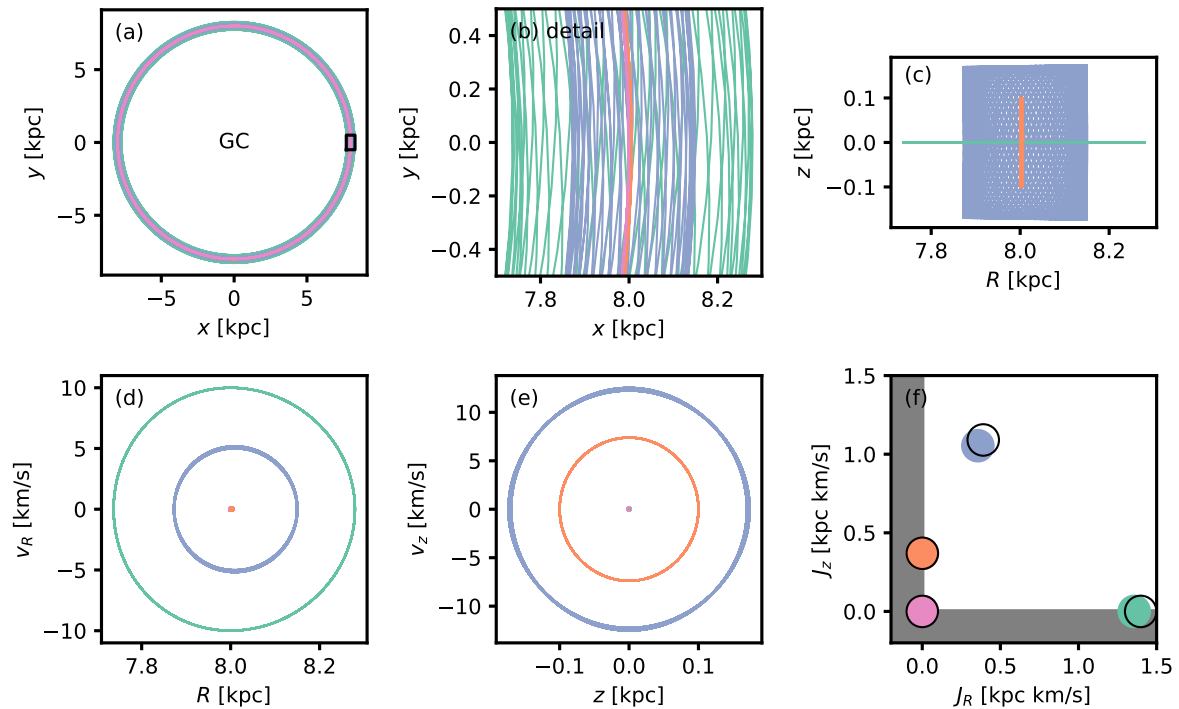 (a)
GC
y [kpc]
5
0
−5
−5
0
5
x [kpc]
(b) detail
y [kpc]
0.4
0.2
0.0
−0.2
−0.4
7.8
8.0
8.2
x [kpc]
(c)
z [kpc]
0.1
0.0
−0.1
7.8
8.0
8.2
R [kpc]
(d)
v_R [km/s]
10
5
0
−5
−10
7.8
8.0
8.2
R [kpc]
(e)
v_z [km/s]
10
5
0
−5
−10
−0.1
0.0
0.1
z [kpc]
(f)
J_z [kpc km/s]
1.5
1.0
0.5
0.0
0.0
0.5
1.0
1.5
J_R [kpc km/s]